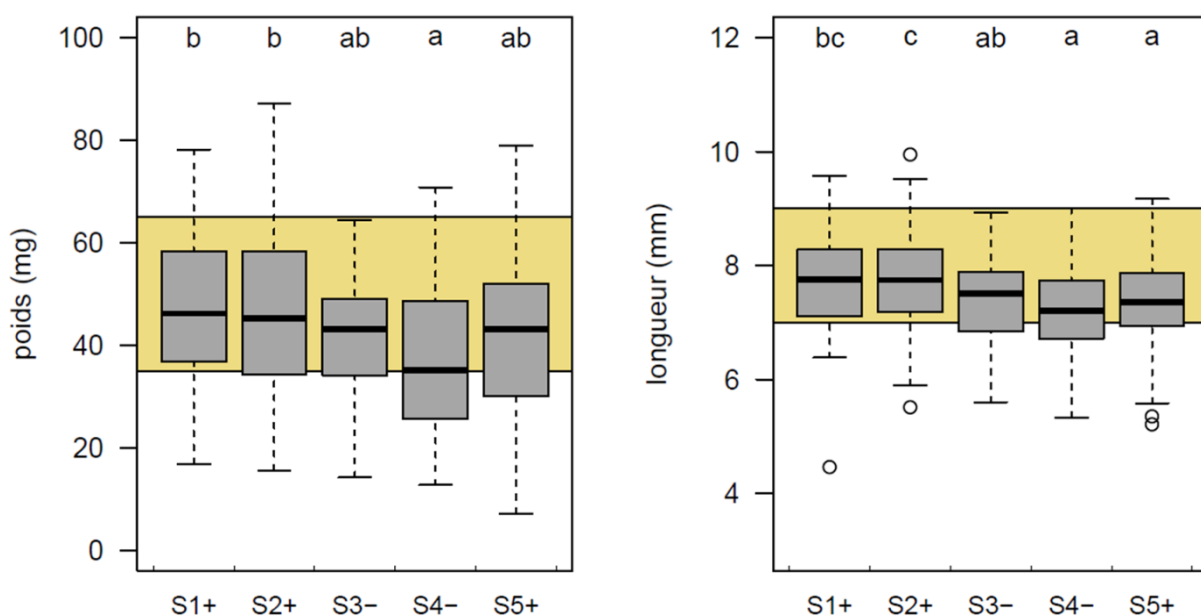 poids (mg)
100
80
60
40
20
0
b b ab a ab
S1+ S2+ S3− S4− S5+
longueur (mm)
12
10
8
6
4
bc c ab a a
S1+ S2+ S3− S4− S5+